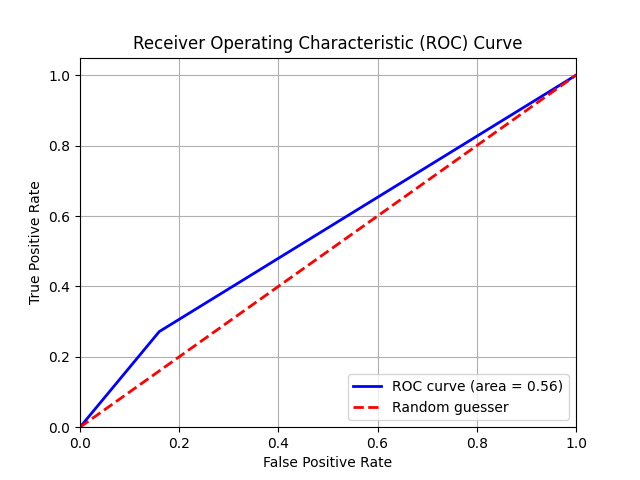 Receiver Operating Characteristic (ROC) Curve
True Positive Rate
1.0
0.8
0.6
0.4
0.2
0.0
ROC curve (area = 0.56)
Random guesser
0.0 0.2 0.4 0.6 0.8 1.0
False Positive Rate